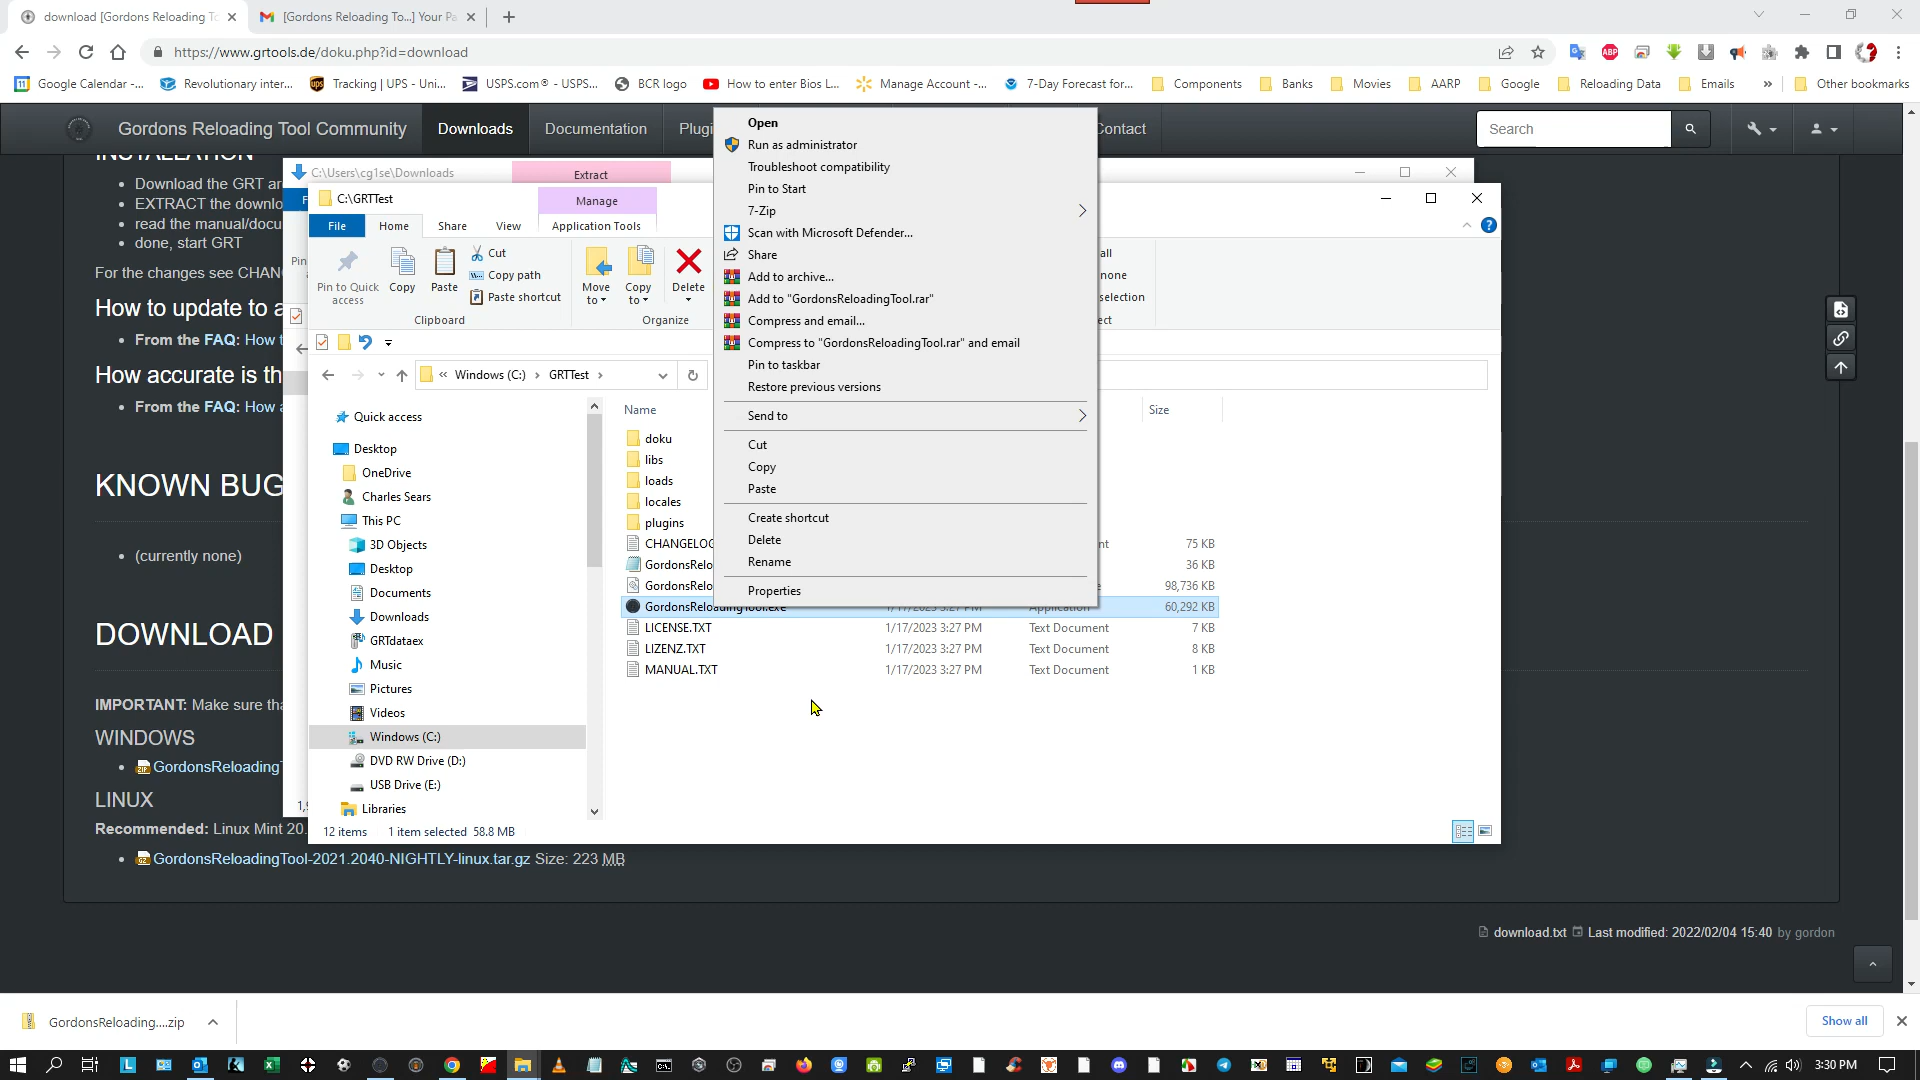 download [Gordons Reloading To
[Gordons Reloading To...] Your Pa
https://www.grtools.de/doku.php?id=download
Google Calendar -...
Revolutionary inter...
Tracking | UPS - Uni...
USPS.com® - USPS...
BCR logo
How to enter Bios L...
Manage Account -...
7-Day Forecast for...
Components
Banks
Movies
AARP
Google
Reloading Data
Emails
»
Other bookmarks
Gordons Reloading Tool Community
Downloads
Documentation
Plugi
Contact
Search
INSTALLATION
Download the GRT ar
EXTRACT the downlo
read the manual/docu
done, start GRT
For the changes see CHAN
How to update to a
From the FAQ: How t
How accurate is th
From the FAQ: How a
KNOWN BUG
(currently none)
DOWNLOAD
IMPORTANT: Make sure tha
WINDOWS
GordonsReloadingT
LINUX
Recommended: Linux Mint 20.
GordonsReloadingTool-2021.2040-NIGHTLY-linux.tar.gz Size: 223 MB
download.txt Last modified: 2022/02/04 15:40 by gordon
C:\Users\cg1se\Downloads
Extract
C:\GRTTest
Manage
File
Home
Share
View
Application Tools
Pin to Quick access
Copy
Paste
Cut
Copy path
Paste shortcut
Clipboard
Move to
Copy to
Delete
Organize
all
none
selection
ect
« Windows (C:) › GRTTest ›
Quick access
Desktop
OneDrive
Charles Sears
This PC
3D Objects
Desktop
Documents
Downloads
GRTdataex
Music
Pictures
Videos
Windows (C:)
DVD RW Drive (D:)
USB Drive (E:)
Libraries
Name
Size
doku
libs
loads
locales
plugins
CHANGELOG
nt
75 KB
GordonsRelo
36 KB
GordonsRelo
e
98,736 KB
GordonsReloadingTool.exe 1/17/2023 3:27 PM Application 60,292 KB
LICENSE.TXT 1/17/2023 3:27 PM Text Document 7 KB
LIZENZ.TXT 1/17/2023 3:27 PM Text Document 8 KB
MANUAL.TXT 1/17/2023 3:27 PM Text Document 1 KB
12 items
1 item selected 58.8 MB
Open
Run as administrator
Troubleshoot compatibility
Pin to Start
7-Zip
Scan with Microsoft Defender...
Share
Add to archive...
Add to "GordonsReloadingTool.rar"
Compress and email...
Compress to "GordonsReloadingTool.rar" and email
Pin to taskbar
Restore previous versions
Send to
Cut
Copy
Paste
Create shortcut
Delete
Rename
Properties
GordonsReloading....zip
Show all
3:30 PM